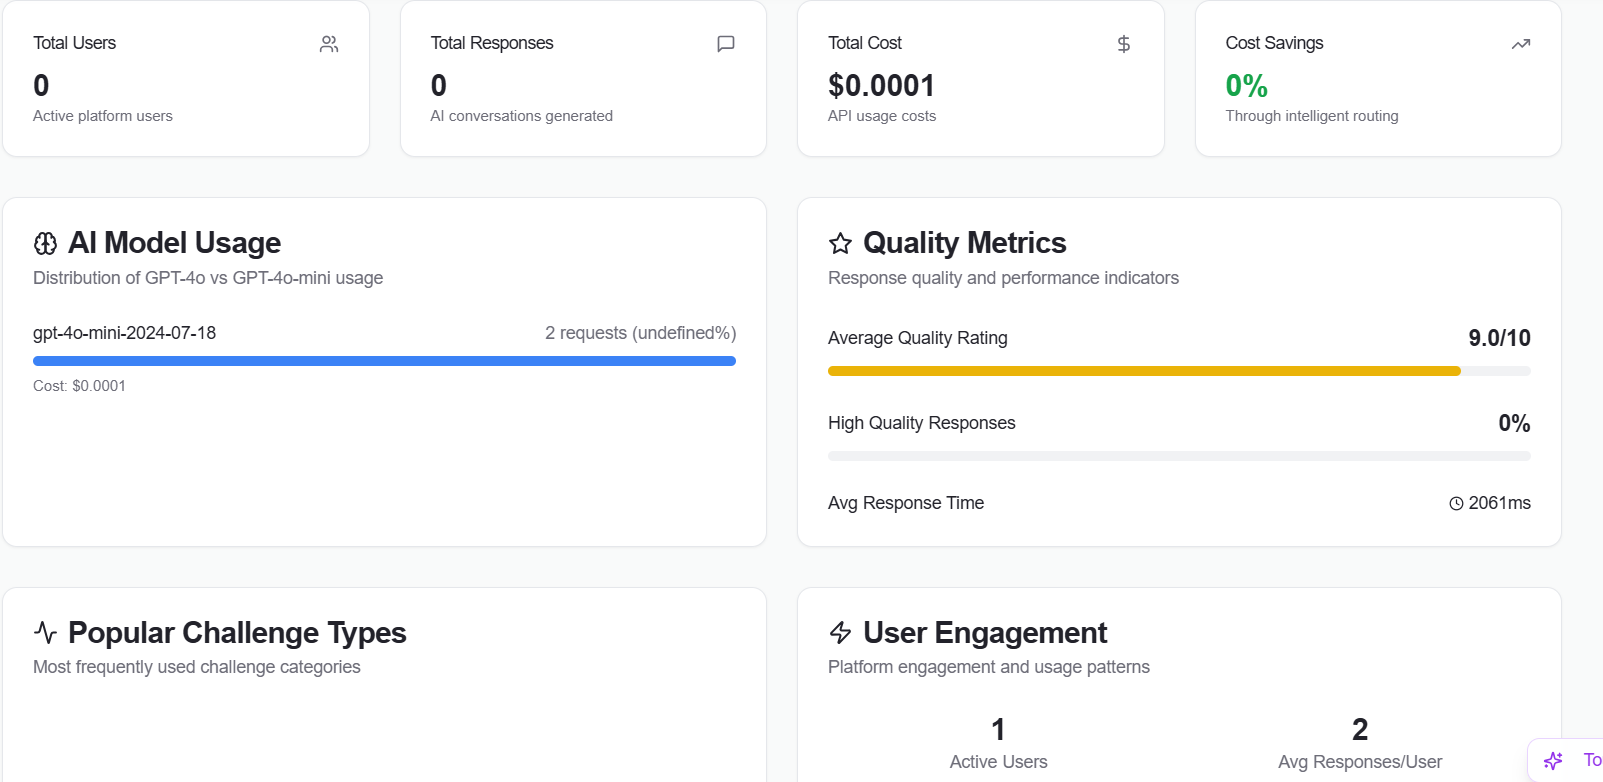 Total Users
0
Active platform users
Total Responses
0
AI conversations generated
Total Cost
$0.0001
API usage costs
Cost Savings
0%
Through intelligent routing
AI Model Usage
Distribution of GPT-4o vs GPT-4o-mini usage
gpt-4o-mini-2024-07-18 2 requests (undefined%)
Cost: $0.0001
Quality Metrics
Response quality and performance indicators
Average Quality Rating 9.0/10
High Quality Responses 0%
Avg Response Time 2061ms
Popular Challenge Types
Most frequently used challenge categories
User Engagement
Platform engagement and usage patterns
1
Active Users
2
Avg Responses/User
To